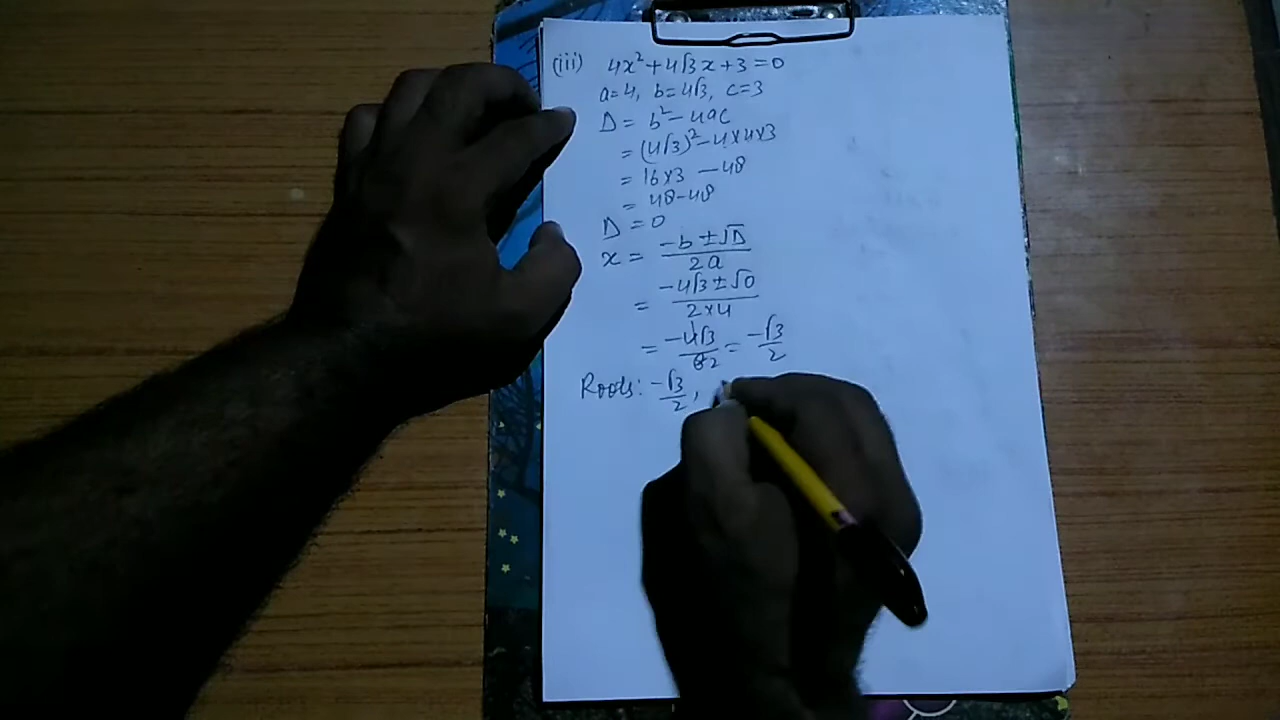 (iii) 4x²+4√3x+3=0
a=4, b=4√3, c=3
D = b²-4ac
= (4√3)²-4×4×3
= 16×3 -48
= 48-48
D = 0
x = -b±√D/2a
= -4√3±√0/2×4
= -4√3/8 2 = -√3/2
Roots: -√3/2,